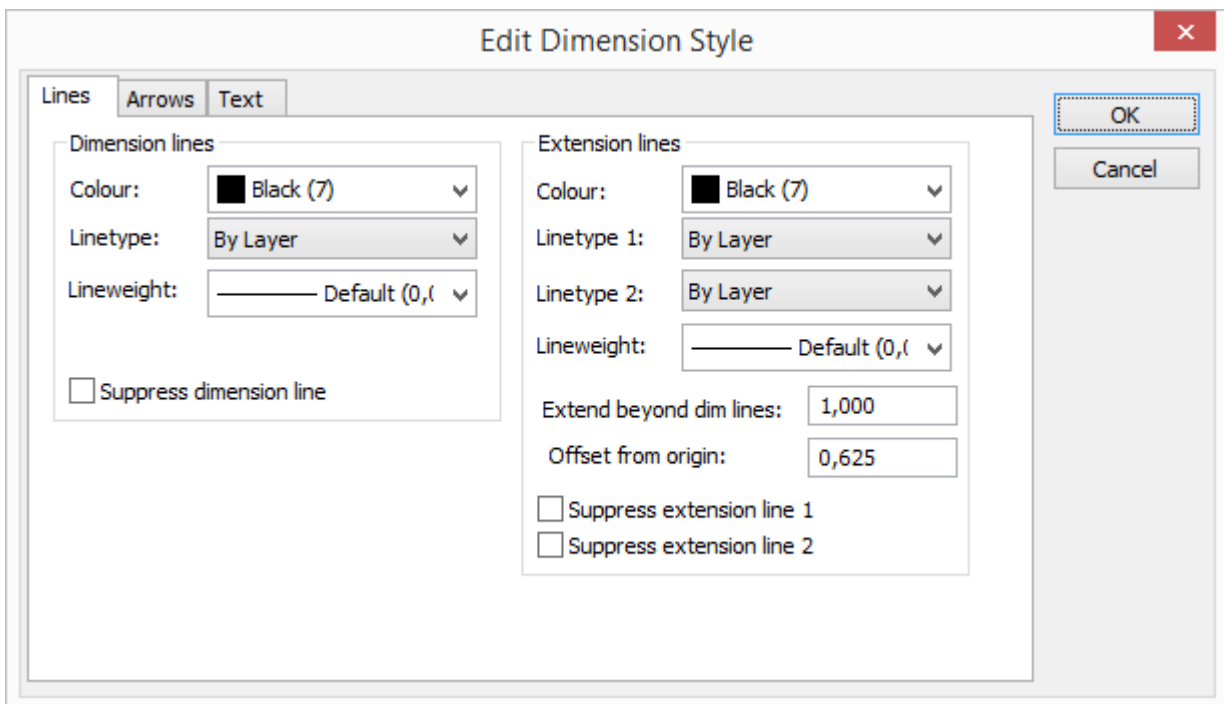 Edit Dimension Style
Lines
Arrows
Text
OK
Cancel
Dimension lines
Colour:
Black (7)
Linetype:
By Layer
Lineweight:
Default (0,(
Suppress dimension line
Extension lines
Colour:
Black (7)
Linetype 1:
By Layer
Linetype 2:
By Layer
Lineweight:
Default (0,(
Extend beyond dim lines:
1,000
Offset from origin:
0,625
Suppress extension line 1
Suppress extension line 2